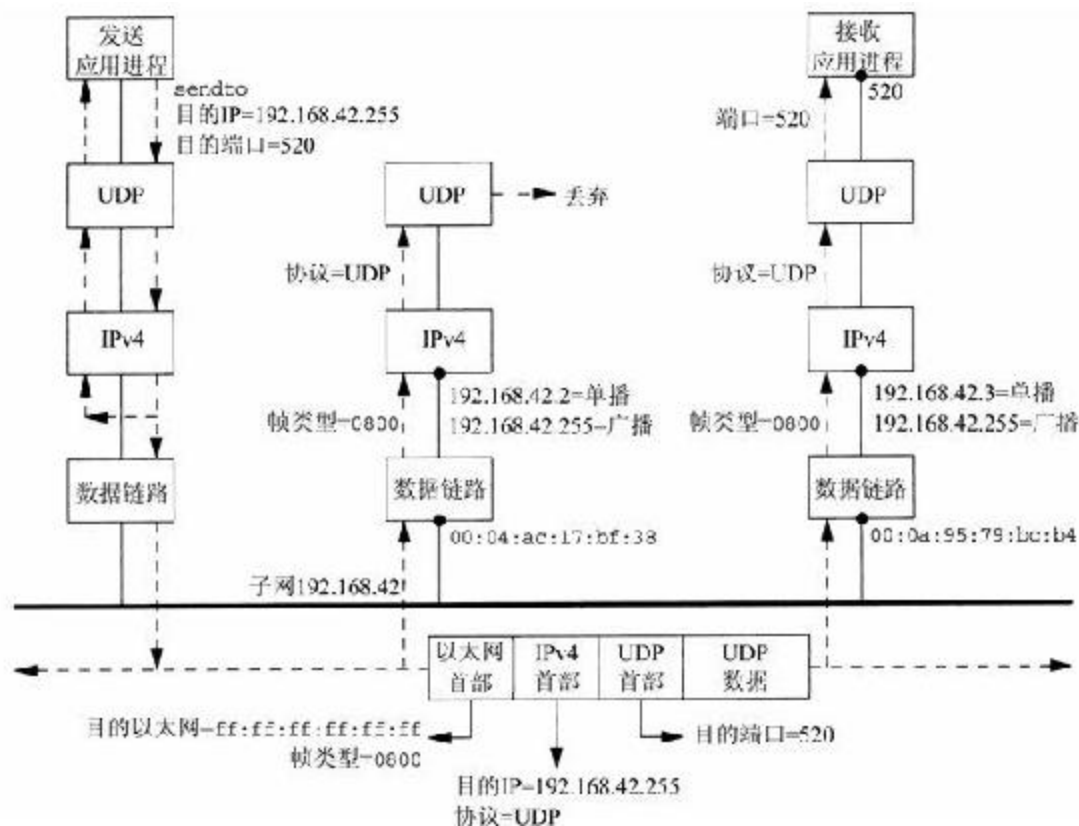 发送
应用进程
sendto
目的IP=192.168.42.255
目的端口=520
接收
应用进程
520
端口=520
UDP
UDP
丢弃
UDP
协议=UDP
协议=UDP
IPv4
IPv4
IPv4
192.168.42.2=单播
192.168.42.255=广播
帧类型=0800
192.168.42.3=单播
192.168.42.255=广播
帧类型=0800
数据链路
数据链路
数据链路
00:04:ac:17:bf:38
00:0a:95:79:bc:b4
子网192.168.42
以太网
首部
IPv4
首部
UDP
首部
UDP
数据
目的以太网=ff:ff:ff:ff:ff:ff
帧类型=0800
目的端口=520
目的IP=192.168.42.255
协议=UDP